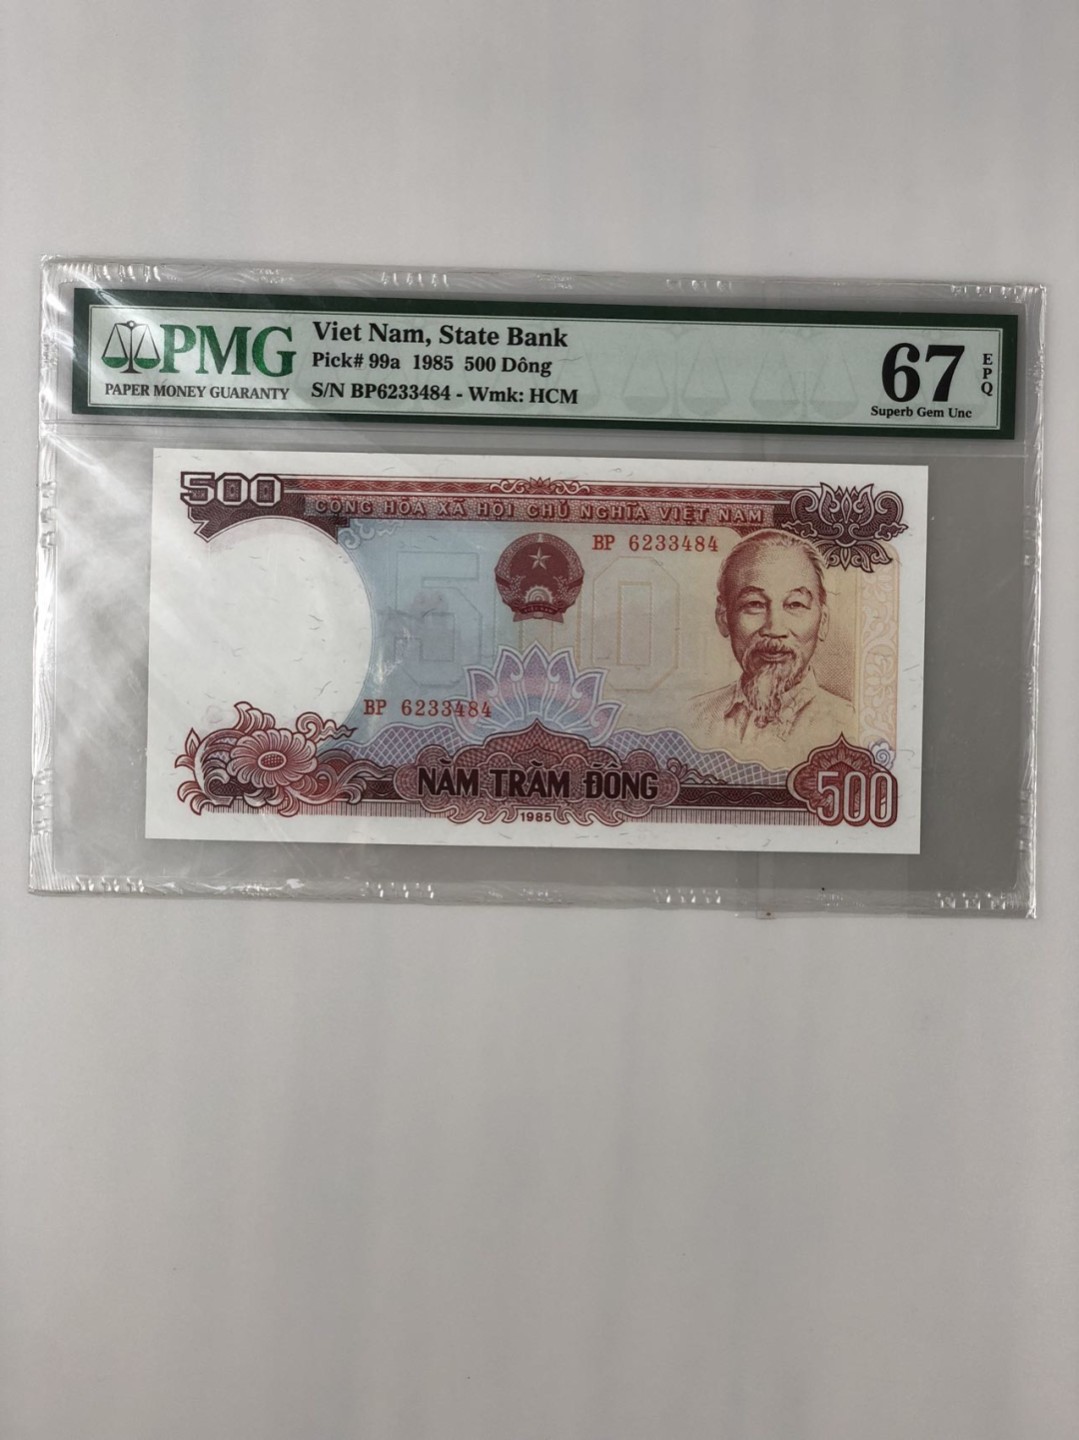 PMG
PAPER MONEY GUARANTY
Viet Nam, State Bank
Pick# 99a 1985 500 Dông
S/N BP6233484 - Wmk: HCM
67
EPQ
Superb Gem Unc
500
CỘNG HÒA XÃ HỘI CHỦ NGHĨA VIỆT NAM
BP 6233484
500
BP 6233484
NĂM TRĂM ĐỒNG
500
1985